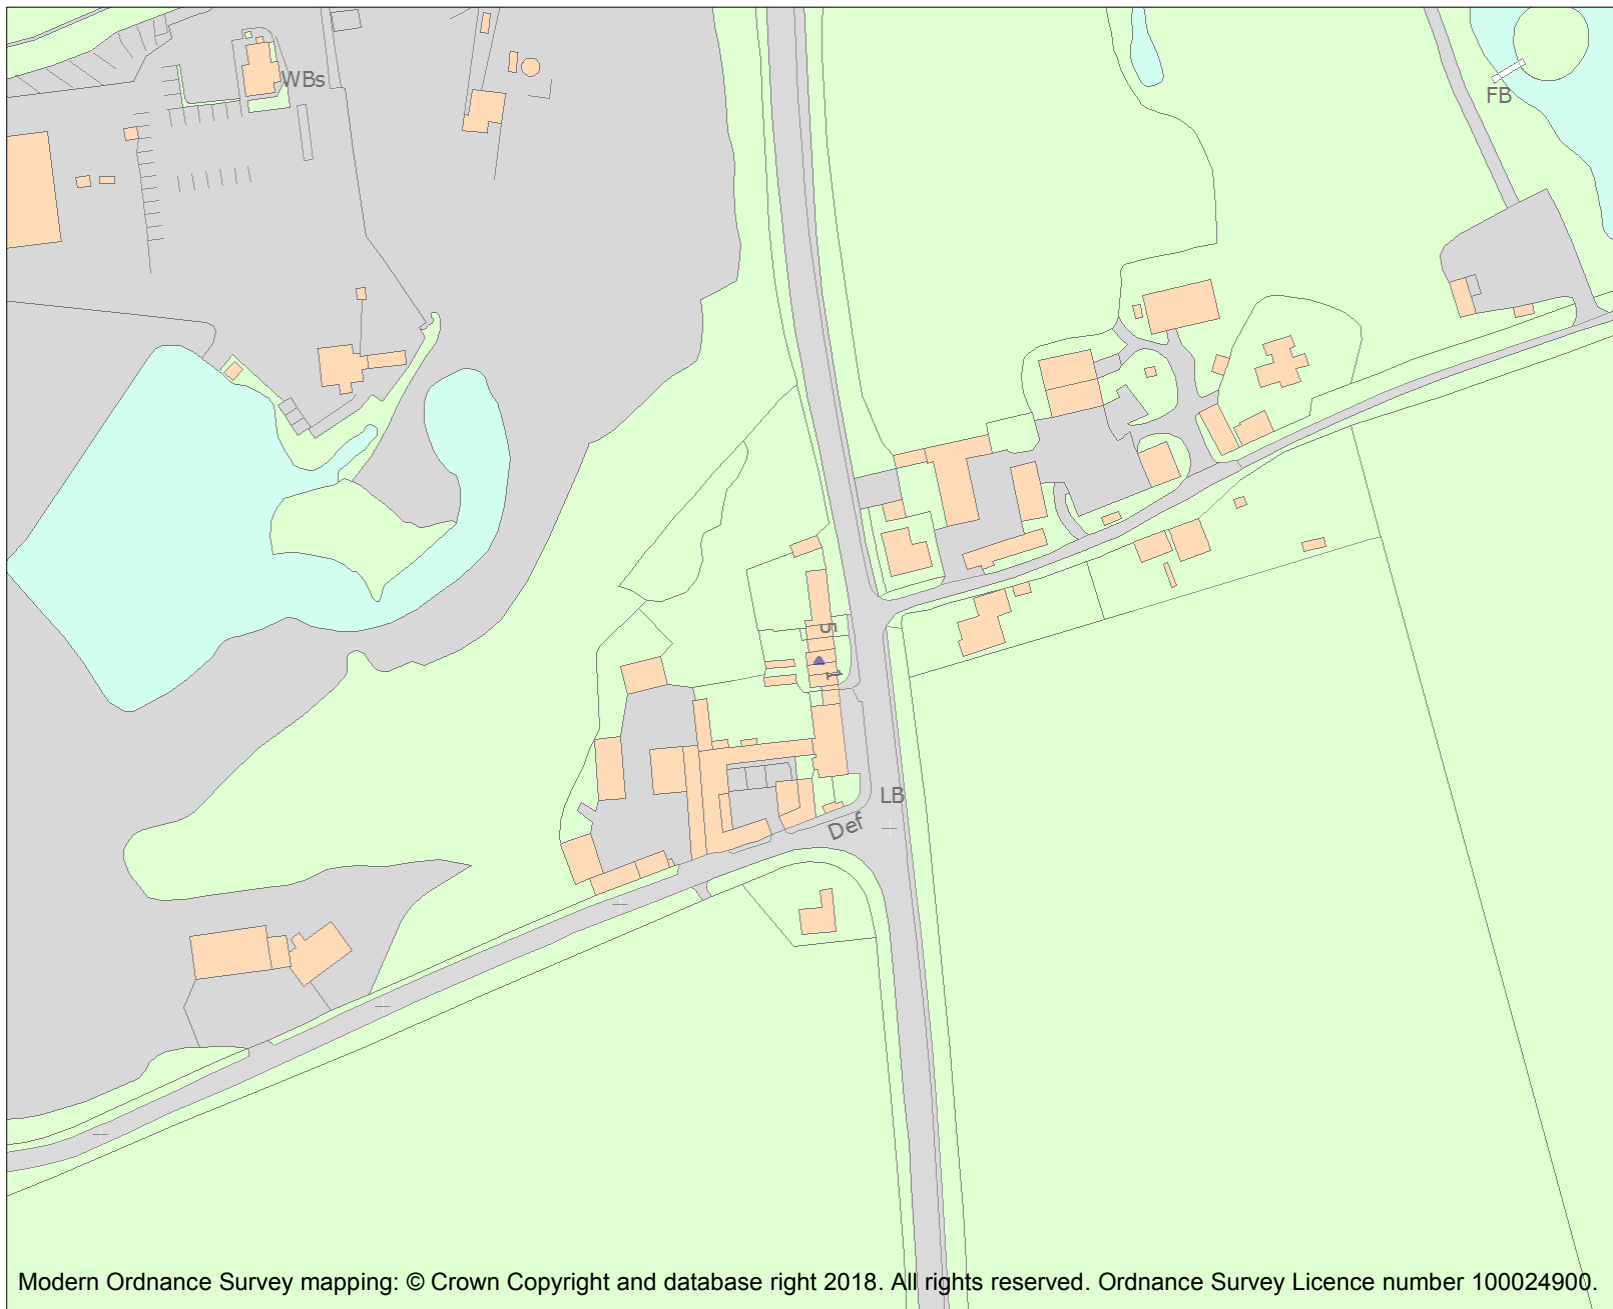 WBs
FB
5
1
LB
Def
Modern Ordnance Survey mapping: © Crown Copyright and database right 2018. All rights reserved. Ordnance Survey Licence number 100024900.